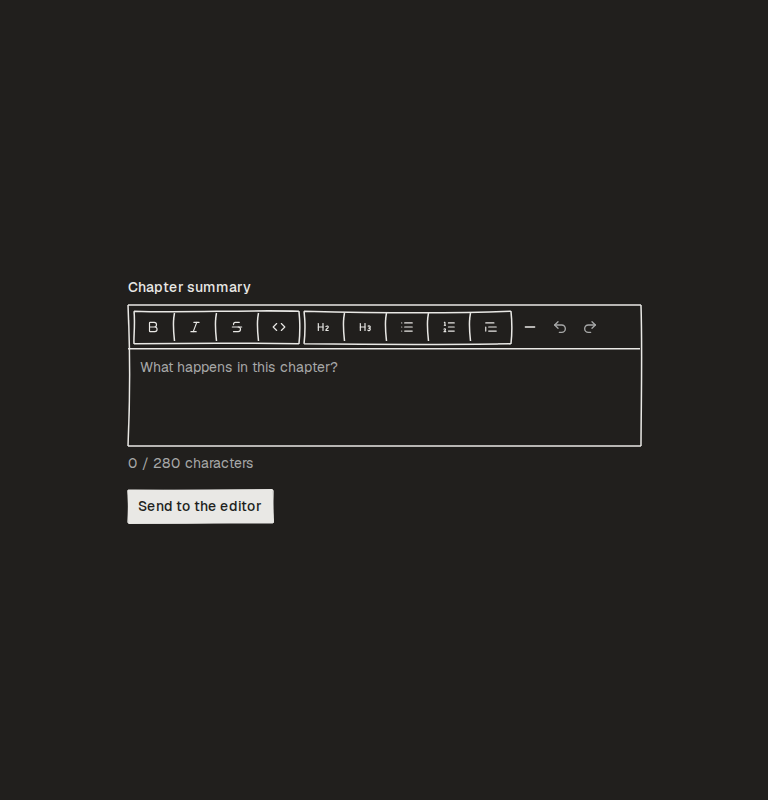 Chapter summary
B I S <> H2 H3
What happens in this chapter?
0 / 280 characters
Send to the editor